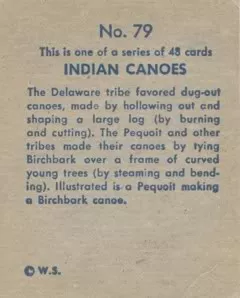 No. 79
This is one of a series of 48 cards
INDIAN CANOES
The Delaware tribe favored dug-out
canoes, made by hollowing out and
shaping a large log (by burning
and cutting). The Pequoit and other
tribes made their canoes by tying
Birchbark over a frame of curved
young trees (by steaming and bend-
ing). Illustrated is a Pequoit making
a Birchbark canoe.
© W.S.